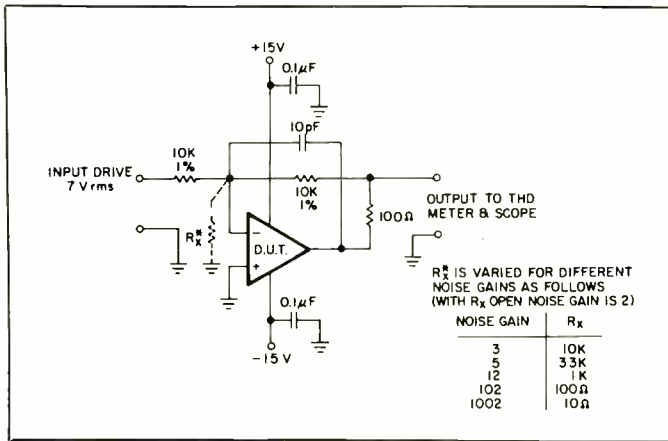 +15V
0.1μF
10pF
INPUT DRIVE
7 V rms
10K
1%
10K
1%
100Ω
OUTPUT TO THD
METER & SCOPE
R*x
−
D.U.T.
+
0.1μF
−15 V
R*x IS VARIED FOR DIFFERENT
NOISE GAINS AS FOLLOWS
(WITH Rx OPEN NOISE GAIN IS 2)
NOISE GAIN Rx
3 10K
5 33K
12 1K
102 100Ω
1002 10Ω